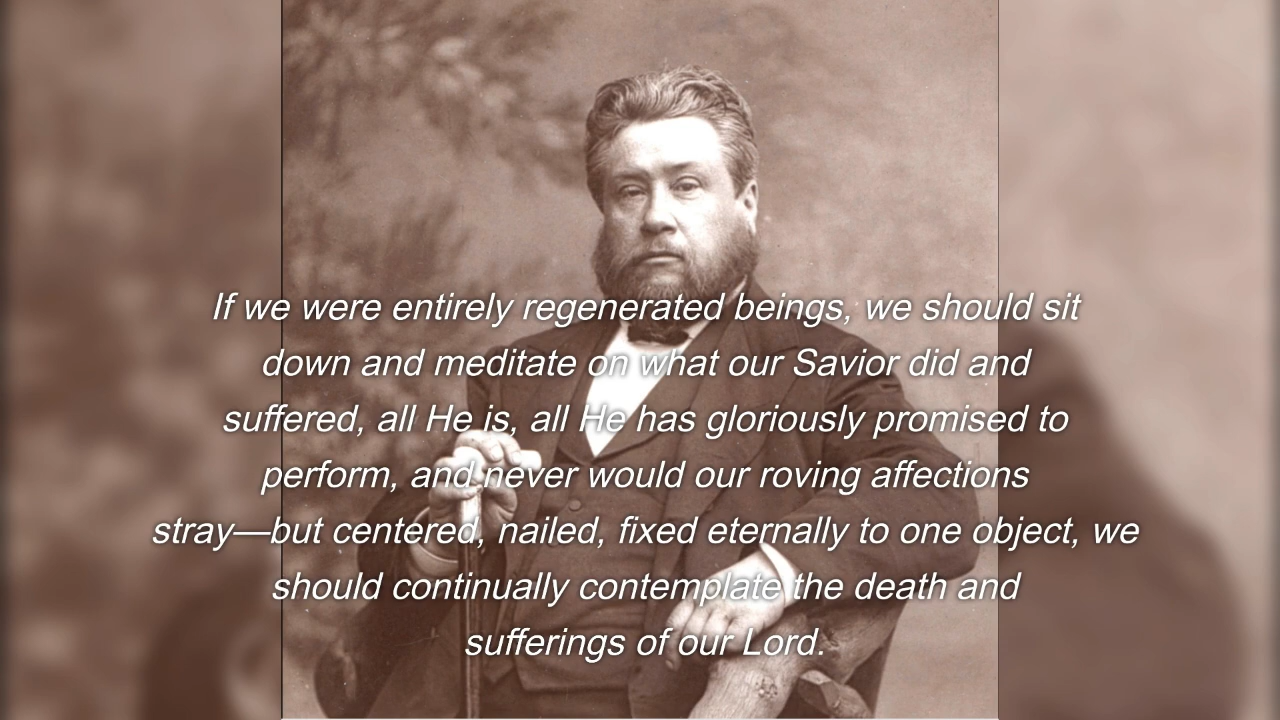 If we were entirely regenerated beings, we should sit
down and meditate on what our Savior did and
suffered, all He is, all He has gloriously promised to
perform, and never would our roving affections
stray—but centered, nailed, fixed eternally to one object, we
should continually contemplate the death and
sufferings of our Lord.